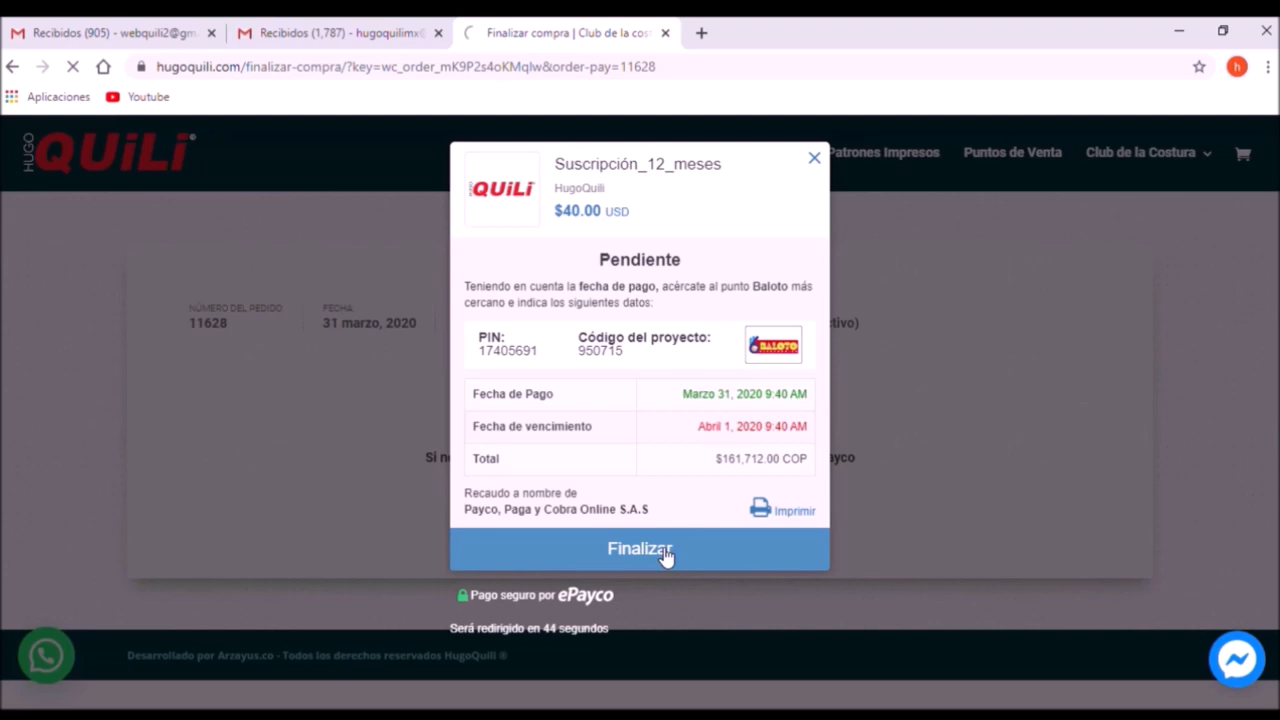 Recibidos (905) - webquili2@gm
Recibidos (1,787) - hugoquilimx@
Finalizar compra | Club de la cos
hugoquili.com/finalizar-compra/?key=wc_order_mK9P2s4oKMqlw&order-pay=11628
h
Aplicaciones
Youtube
HUGO QUiLi
Patrones Impresos
Puntos de Venta
Club de la Costura
QUiLi
Suscripción_12_meses
HugoQuili
$40.00 USD
NÚMERO DEL PEDIDO
11628
FECHA:
31 marzo, 2020
ctivo)
Pendiente
Teniendo en cuenta la fecha de pago, acércate al punto Baloto más
cercano e indica los siguientes datos:
PIN:
17405691
Código del proyecto:
950715
BALOTO
Fecha de Pago
Marzo 31, 2020 9:40 AM
Fecha de vencimiento
Abril 1, 2020 9:40 AM
Total
$161,712.00 COP
Si n
ayco
Recaudo a nombre de
Payco, Paga y Cobra Online S.A.S
Imprimir
Finalizar
Pago seguro por ePayco
Será redirigido en 44 segundos
Desarrollado por Arzayus.co - Todos los derechos reservados HugoQuili ®